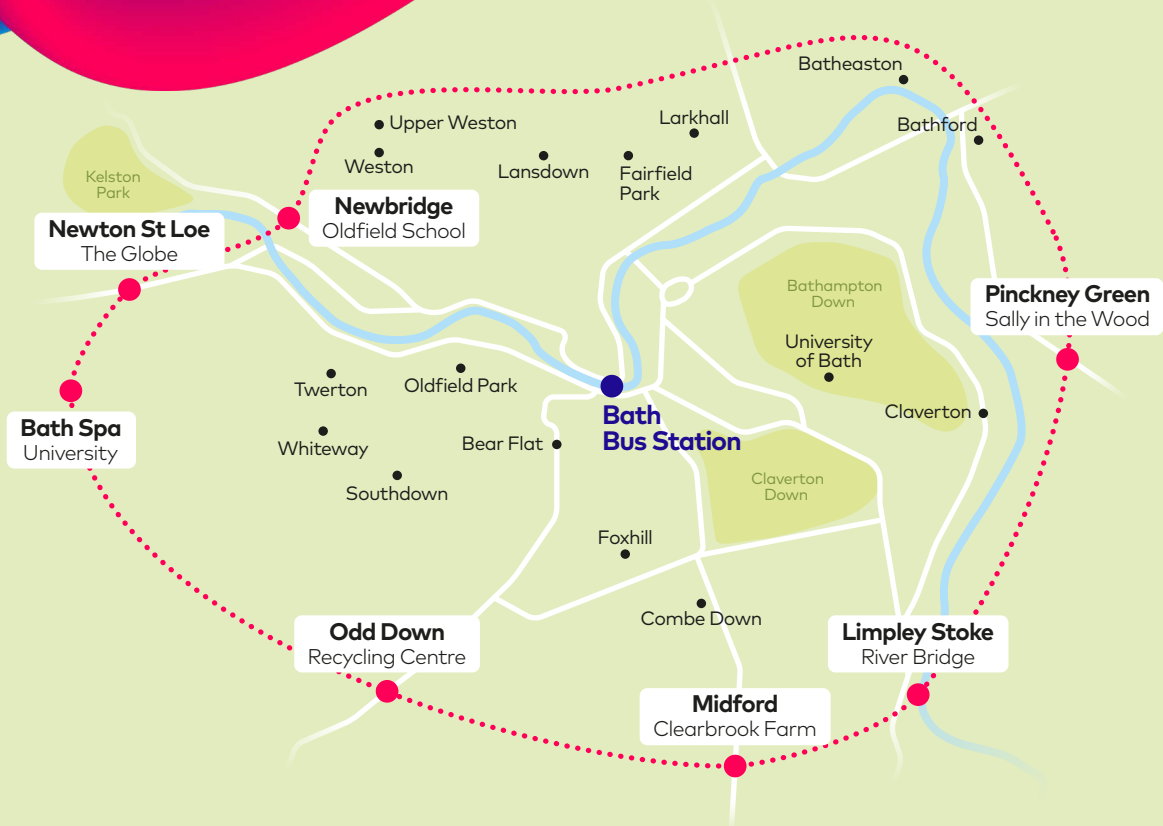 Batheaston
Larkhall
Bathford
Upper Weston
Weston
Lansdown
Fairfield
Park
Kelston
Park
Newbridge
Oldfield School
Newton St Loe
The Globe
Bathampton
Down
Pinckney Green
Sally in the Wood
University
of Bath
Twerton
Oldfield Park
Claverton
Bath
Bus Station
Bath Spa
University
Whiteway
Bear Flat
Southdown
Claverton
Down
Foxhill
Combe Down
Odd Down
Recycling Centre
Limpley Stoke
River Bridge
Midford
Clearbrook Farm